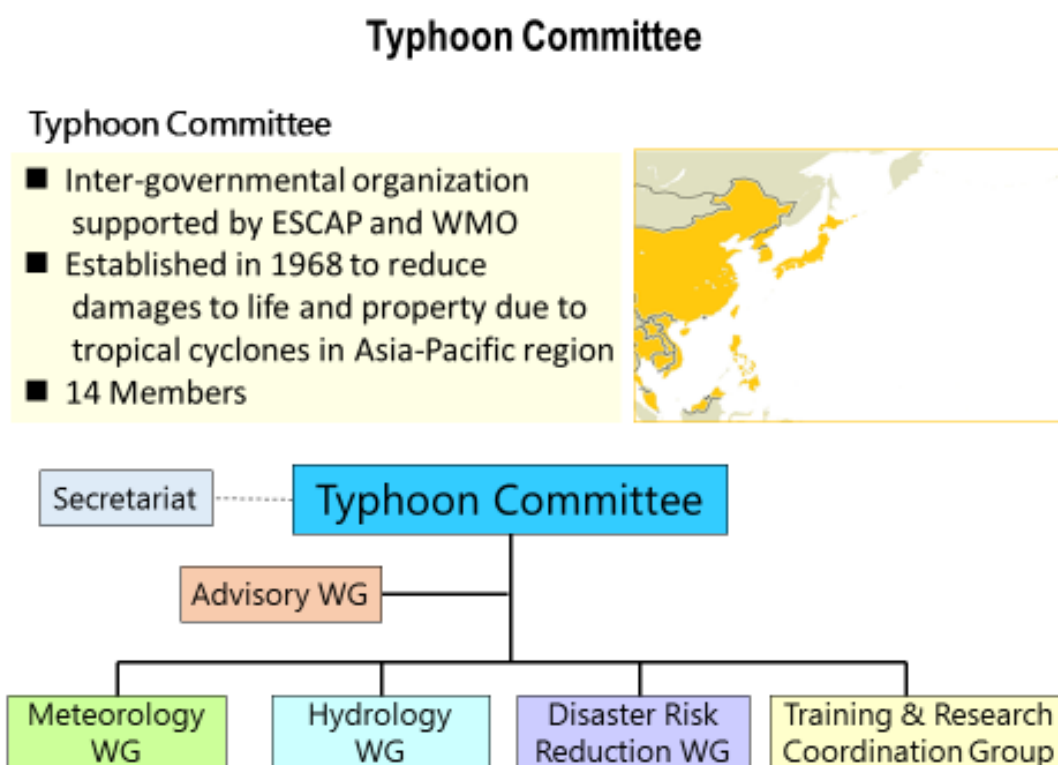 Typhoon Committee
Typhoon Committee
■ Inter-governmental organization
supported by ESCAP and WMO
■ Established in 1968 to reduce
damages to life and property due to
tropical cyclones in Asia-Pacific region
■ 14 Members
Secretariat
Typhoon Committee
Advisory WG
Meteorology
WG
Hydrology
WG
Disaster Risk
Reduction WG
Training & Research
Coordination Group